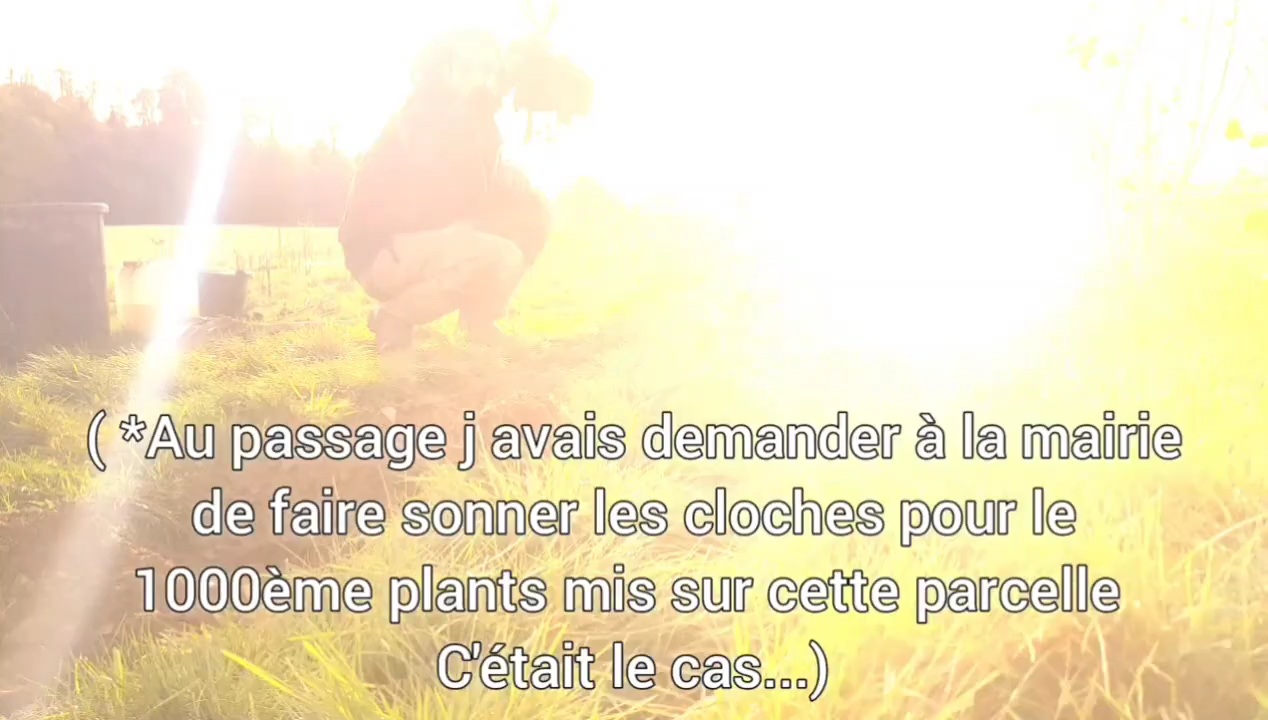 ( *Au passage j avais demander à la mairie
de faire sonner les cloches pour le
1000ème plants mis sur cette parcelle
C'était le cas...)